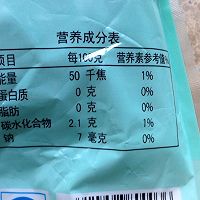 营养成分表
项目 每100克 营养素参考值%
能量 50 千焦 1%
蛋白质 0 克 0%
脂肪 0 克 0%
碳水化合物 2.1 克 1%
钠 7 毫克 0%